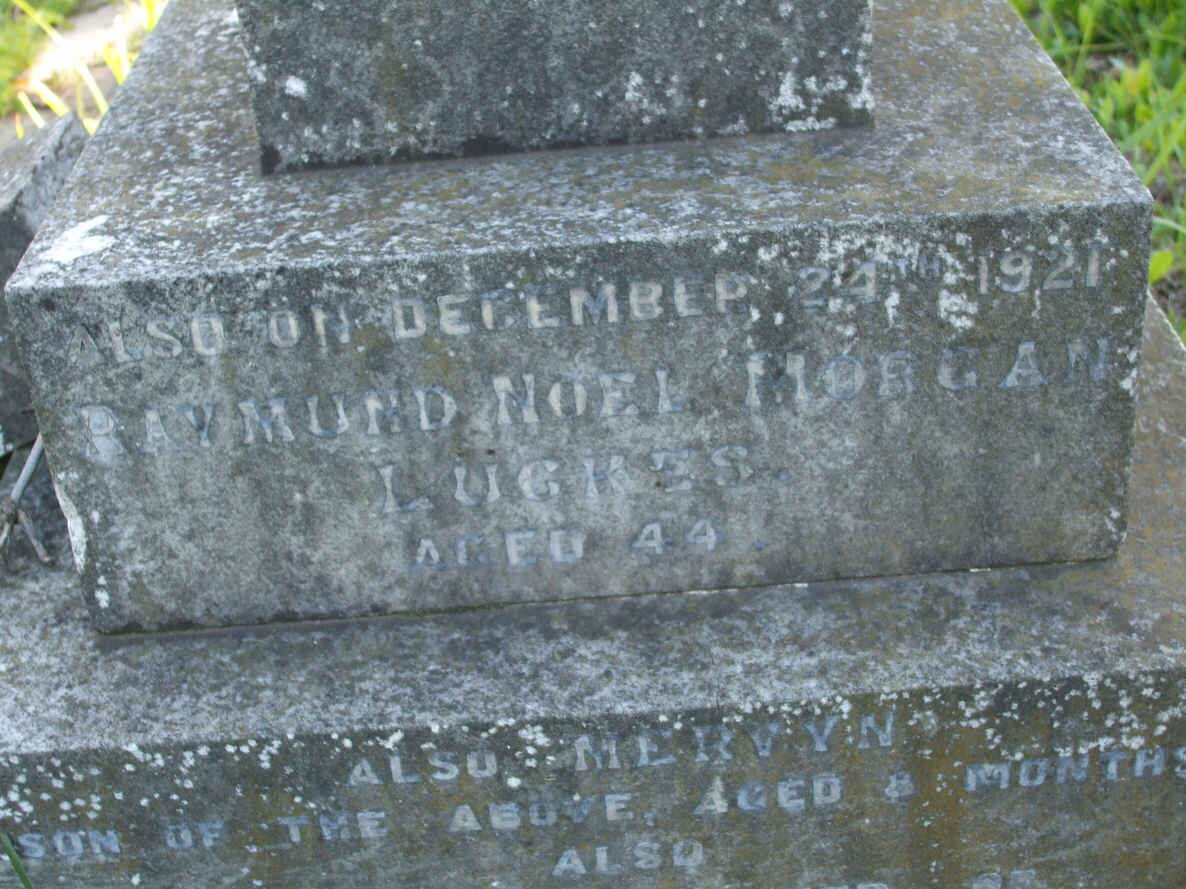 ALSO ON DECEMBER, 24TH 1921
RAYMUND NOEL MORGAN
LUCKES.
AGED 44.
ALSO MERVYN
SON OF THE ABOVE, AGED 8 MONTHS
ALSO